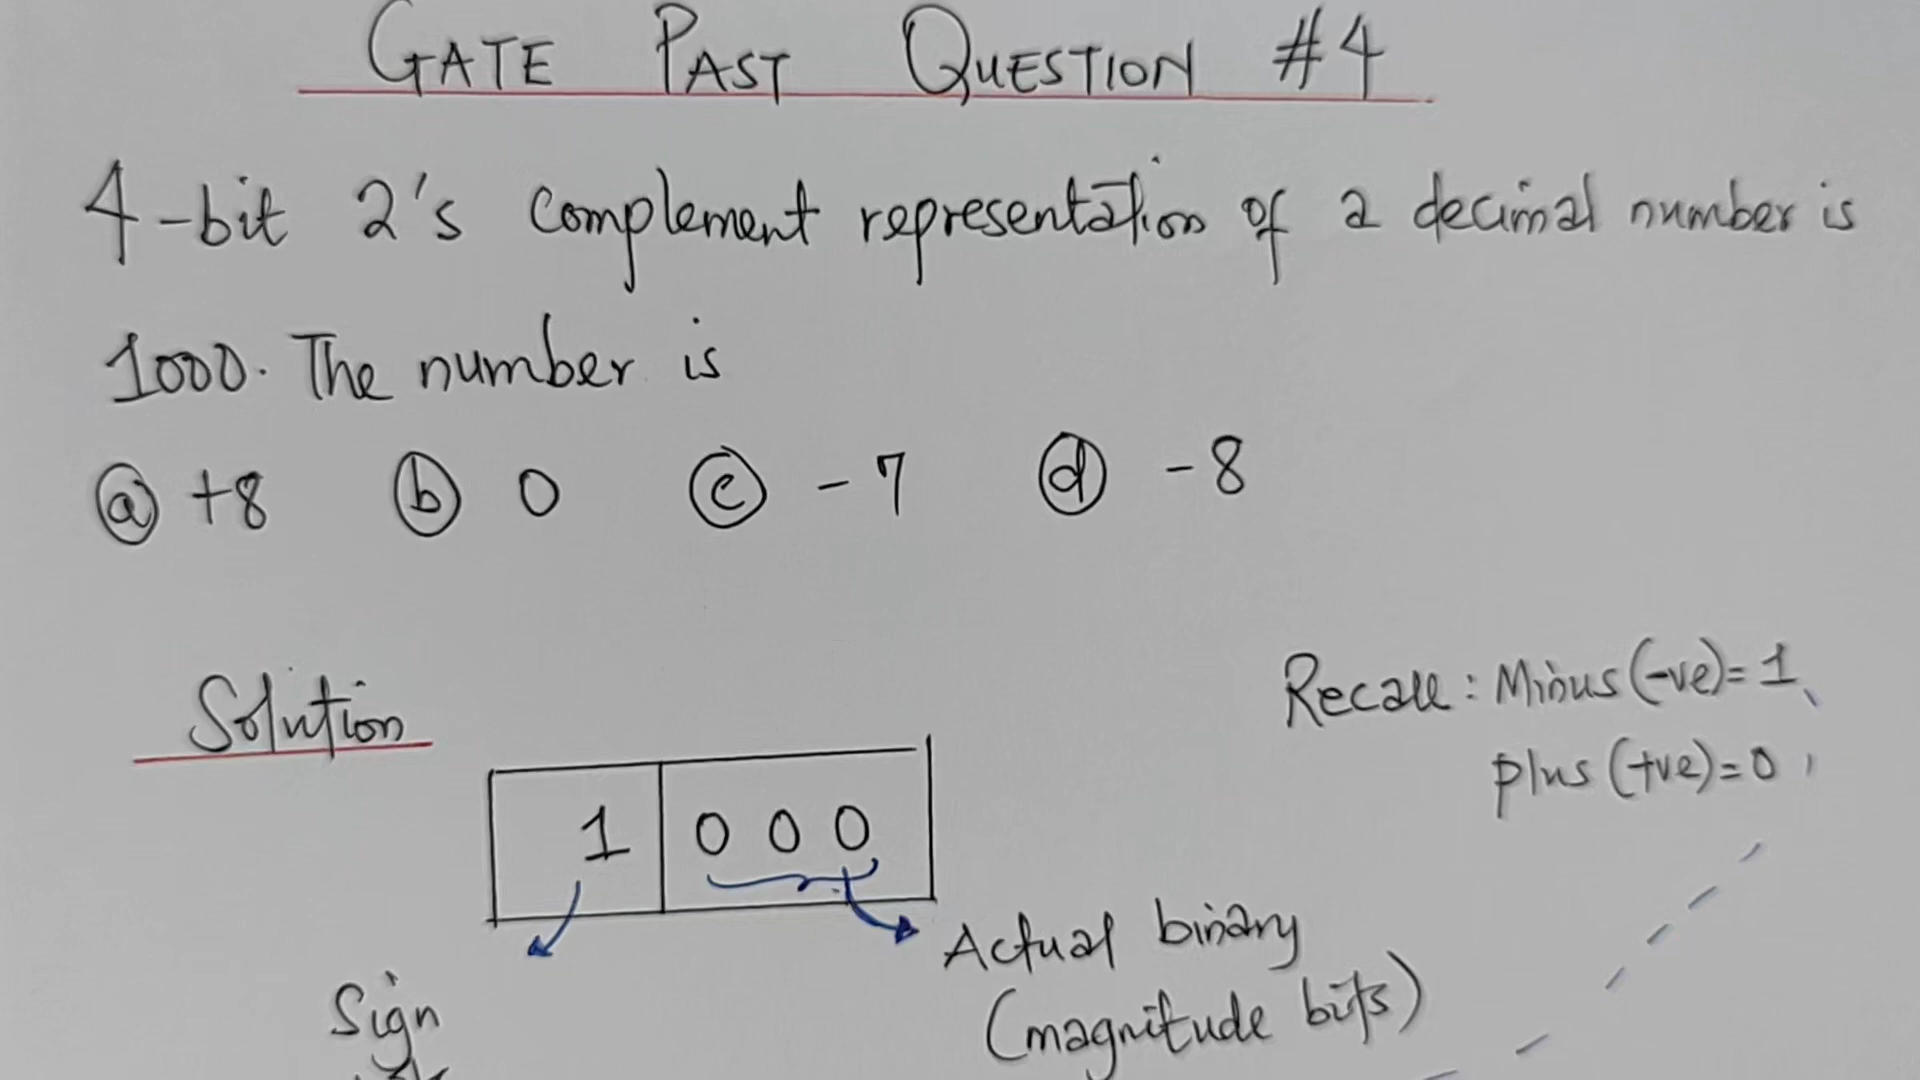 GATE PAST QUESTION #4
4-bit 2's complement representation of a decimal number is
1000. The number is
(a) +8 (b) 0 (c) -7 (d) -8
Solution
Recall: Minus (-ve) = 1,
plus (+ve) = 0,
1 0 0 0
Actual binary
(magnitude bits)
Sign